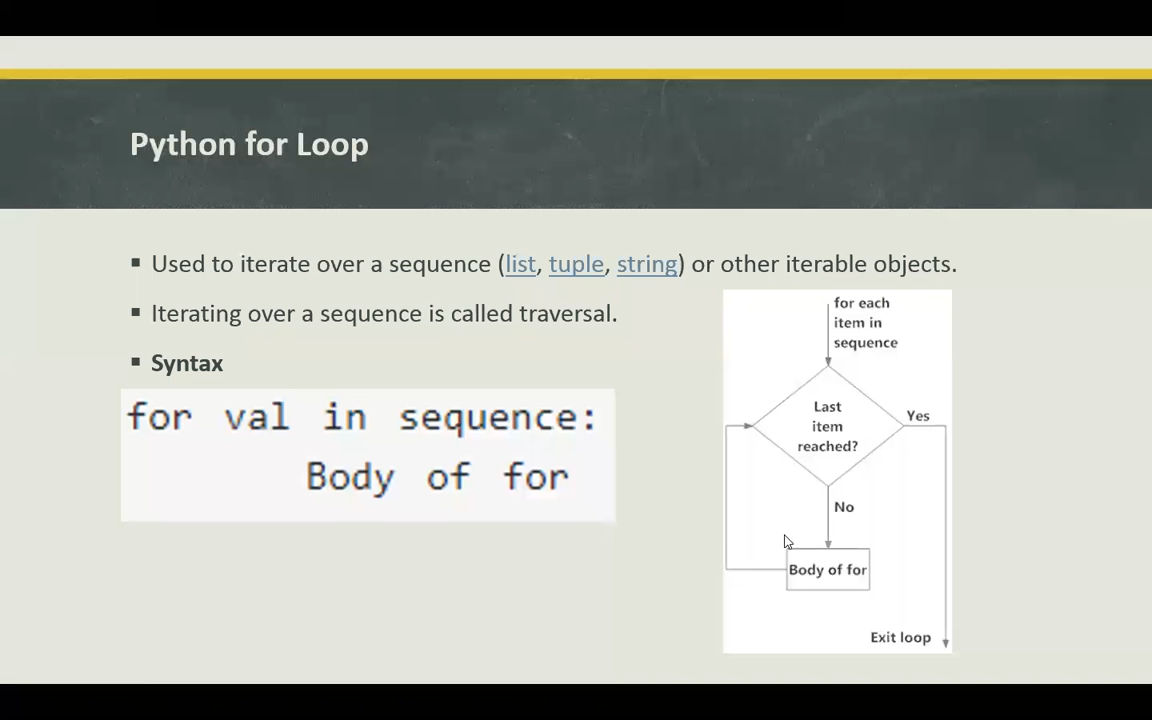 Python for Loop
▪ Used to iterate over a sequence (list, tuple, string) or other iterable objects.
▪ Iterating over a sequence is called traversal.
▪ Syntax
for val in sequence:
Body of for
for each
item in
sequence
Last
item
reached?
Yes
No
Body of for
Exit loop